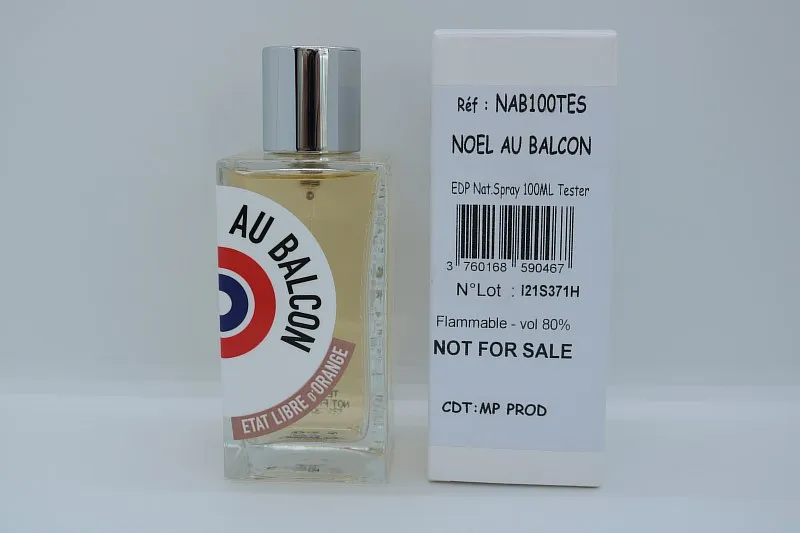 AU BALCON
ETAT LIBRE D'ORANGE
Réf : NAB100TES
NOEL AU BALCON
EDP Nat.Spray 100ML Tester
3 760168 590467
N°Lot : I21S371H
Flammable - vol 80%
NOT FOR SALE
CDT:MP PROD